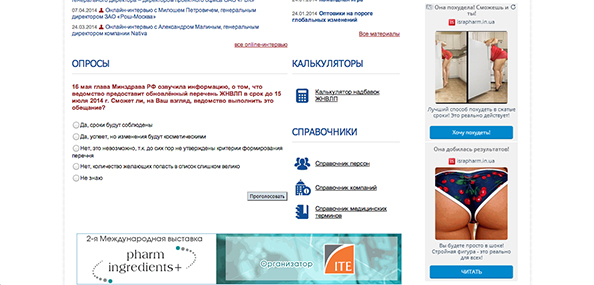 директором ЗАО «Рош-Москва»
07.04.2014 Онлайн-интервью с Милошем Петровичем, генеральным
директором ЗАО «Рош-Москва»
26.03.2014 Онлайн-интервью с Александром Малиным, генеральным
директором компании Nativa
все online-интервью
24.01.2014 Оптовики на пороге
глобальных изменений
Все материалы
ОПРОСЫ
16 мая глава Минздрава РФ озвучила информацию, о том, что
ведомство предоставит обновлённый перечень ЖНВЛП в срок до 15
июля 2014 г. Сможет ли, на Ваш взгляд, ведомство выполнить это
обещание?
Да, сроки будут соблюдены
Да, успеет, но изменения будут косметическими
Нет, это невозможно, т.к. до сих пор не утверждены критерии формирования
перечня
Нет, количество желающих попасть в список слишком велико
Не знаю
Проголосовать
КАЛЬКУЛЯТОРЫ
Калькулятор надбавок
ЖНВЛП
СПРАВОЧНИКИ
Справочник персон
Справочник компаний
Справочник медицинских
терминов
2-я Международная выставка
pharm
ingredients+
Организатор
ITE
Она похудела! Сможешь и
ты!
israpharm.in.ua
Лучший способ похудеть в сжатые
сроки! Это реально действует!
Хочу похудеть!
Она добилась результатов!
israpharm.in.ua
Вы будете просто в шоке!
Стройная фигура - это реально
для всех!
ЧИТАТЬ